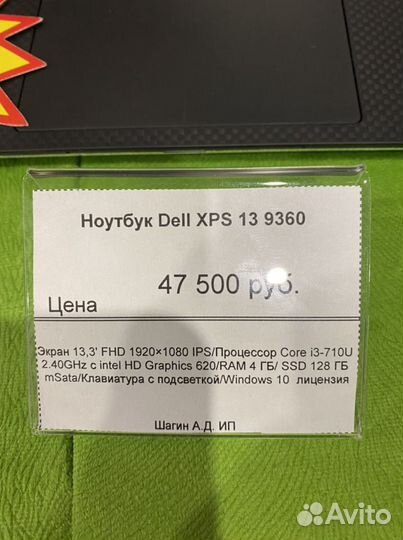 Ноутбук Dell XPS 13 9360
47 500 руб.
Цена
Экран 13,3' FHD 1920×1080 IPS/Процессор Core i3-710U
2.40GHz с intel HD Graphics 620/RAM 4 ГБ/ SSD 128 ГБ
mSata/Клавиатура с подсветкой/Windows 10 лицензия
Шагин А.Д. ИП
Avito